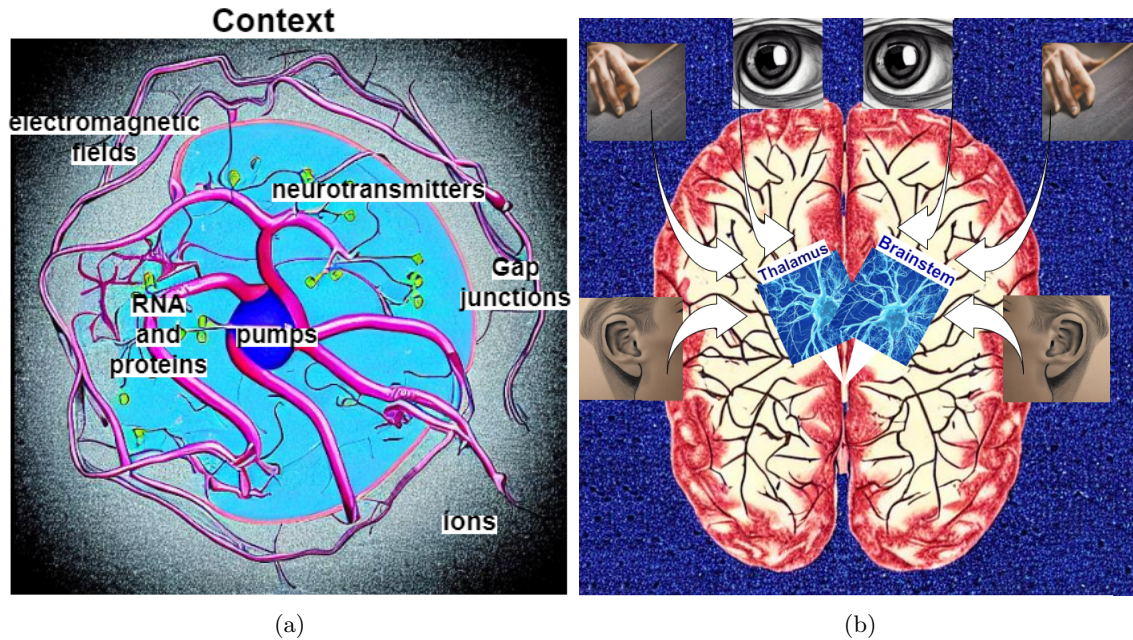 Context
electromagnetic
fields
neurotransmitters
Gap
junctions
RNA
and
proteins
pumps
ions
(a)
Thalamus
Brainstem
(b)